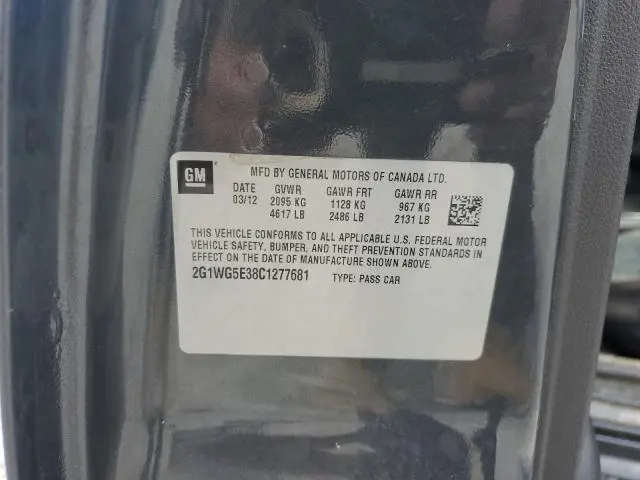 GM
MFD BY GENERAL MOTORS OF CANADA LTD.
DATE GVWR GAWR FRT GAWR RR
03/12 2095 KG 1128 KG 967 KG
4617 LB 2486 LB 2131 LB
THIS VEHICLE CONFORMS TO ALL APPLICABLE U.S. FEDERAL MOTOR
VEHICLE SAFETY, BUMPER, AND THEFT PREVENTION STANDARDS IN
EFFECT ON THE DATE OF MANUFACTURE SHOWN ABOVE.
2G1WG5E38C1277681 TYPE: PASS CAR